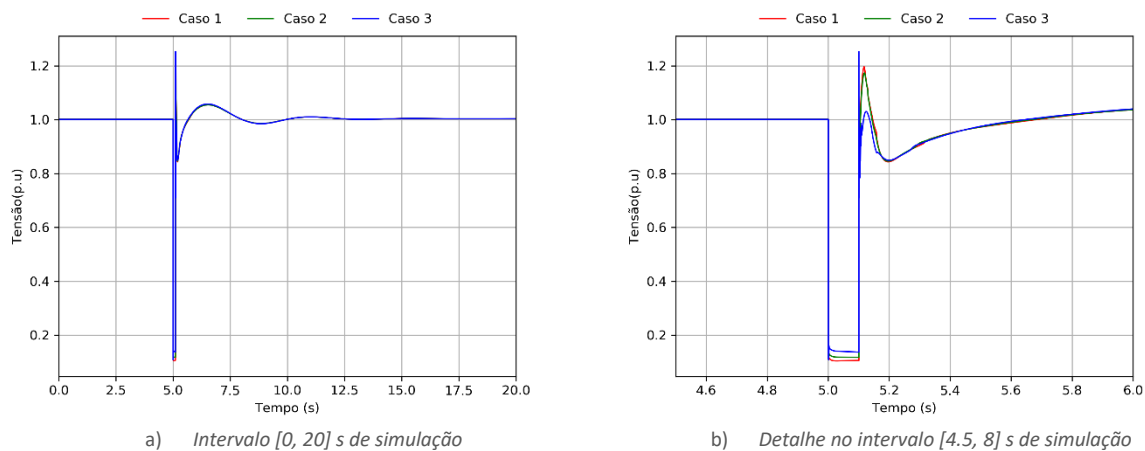 Caso 1 Caso 2 Caso 3
1.2
1.0
0.8
0.6
0.4
0.2
Tensão(p.u)
0.0 2.5 5.0 7.5 10.0 12.5 15.0 17.5 20.0
Tempo (s)
a) Intervalo [0, 20] s de simulação
Caso 1 Caso 2 Caso 3
1.2
1.0
0.8
0.6
0.4
0.2
Tensão(p.u)
4.6 4.8 5.0 5.2 5.4 5.6 5.8 6.0
Tempo (s)
b) Detalhe no intervalo [4.5, 8] s de simulação